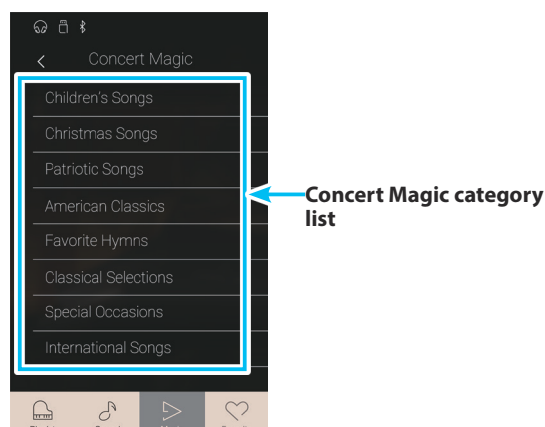 Concert Magic
Children's Songs
Christmas Songs
Patriotic Songs
American Classics
Favorite Hymns
Classical Selections
Special Occasions
International Songs
Concert Magic category
list